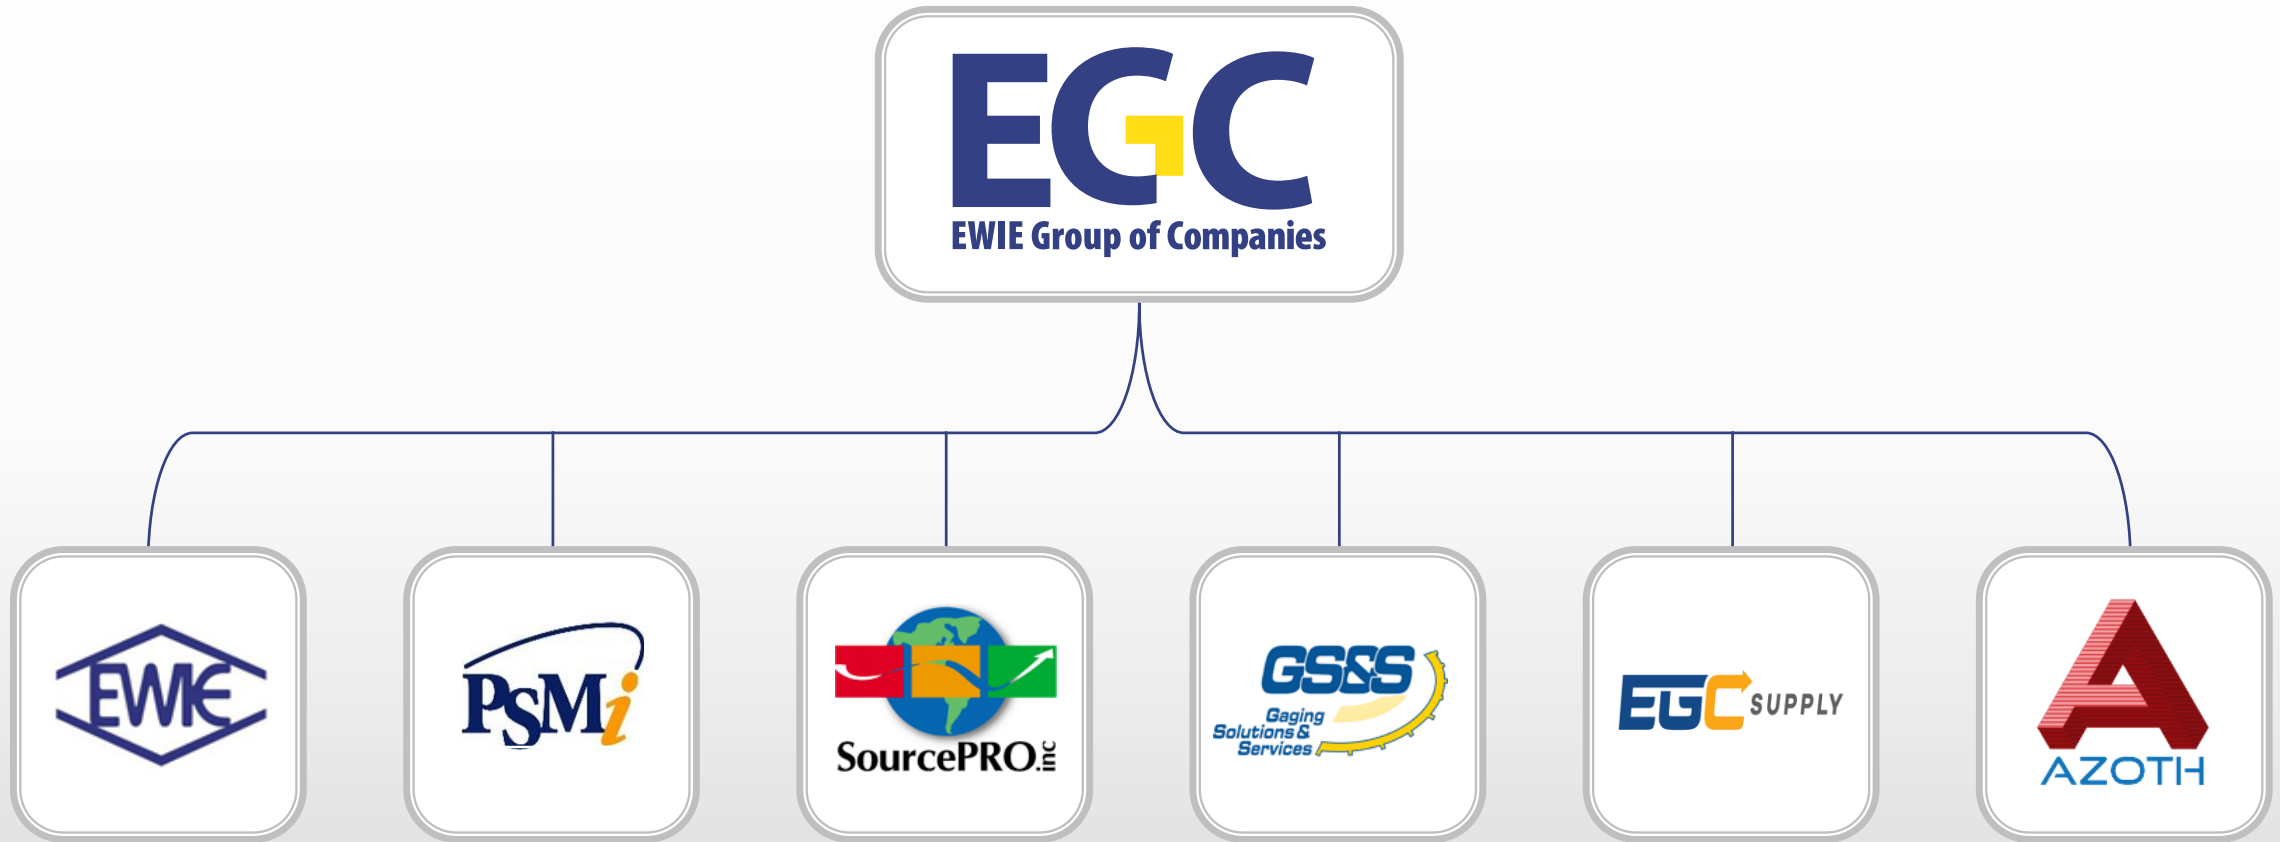 EGC
EWIE Group of Companies
EWIE
PSMi
SourcePRO.inc
GS&S
Gaging
Solutions &
Services
EGC SUPPLY
A
AZOTH